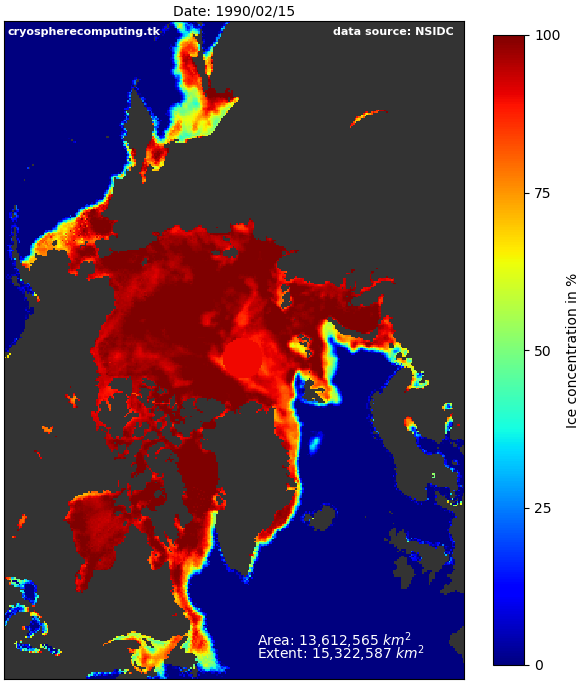 Date: 1990/02/15
cryospherecomputing.tk data source: NSIDC
100
75
50
25
0
Ice concentration in %
Area: 13,612,565 km²
Extent: 15,322,587 km²